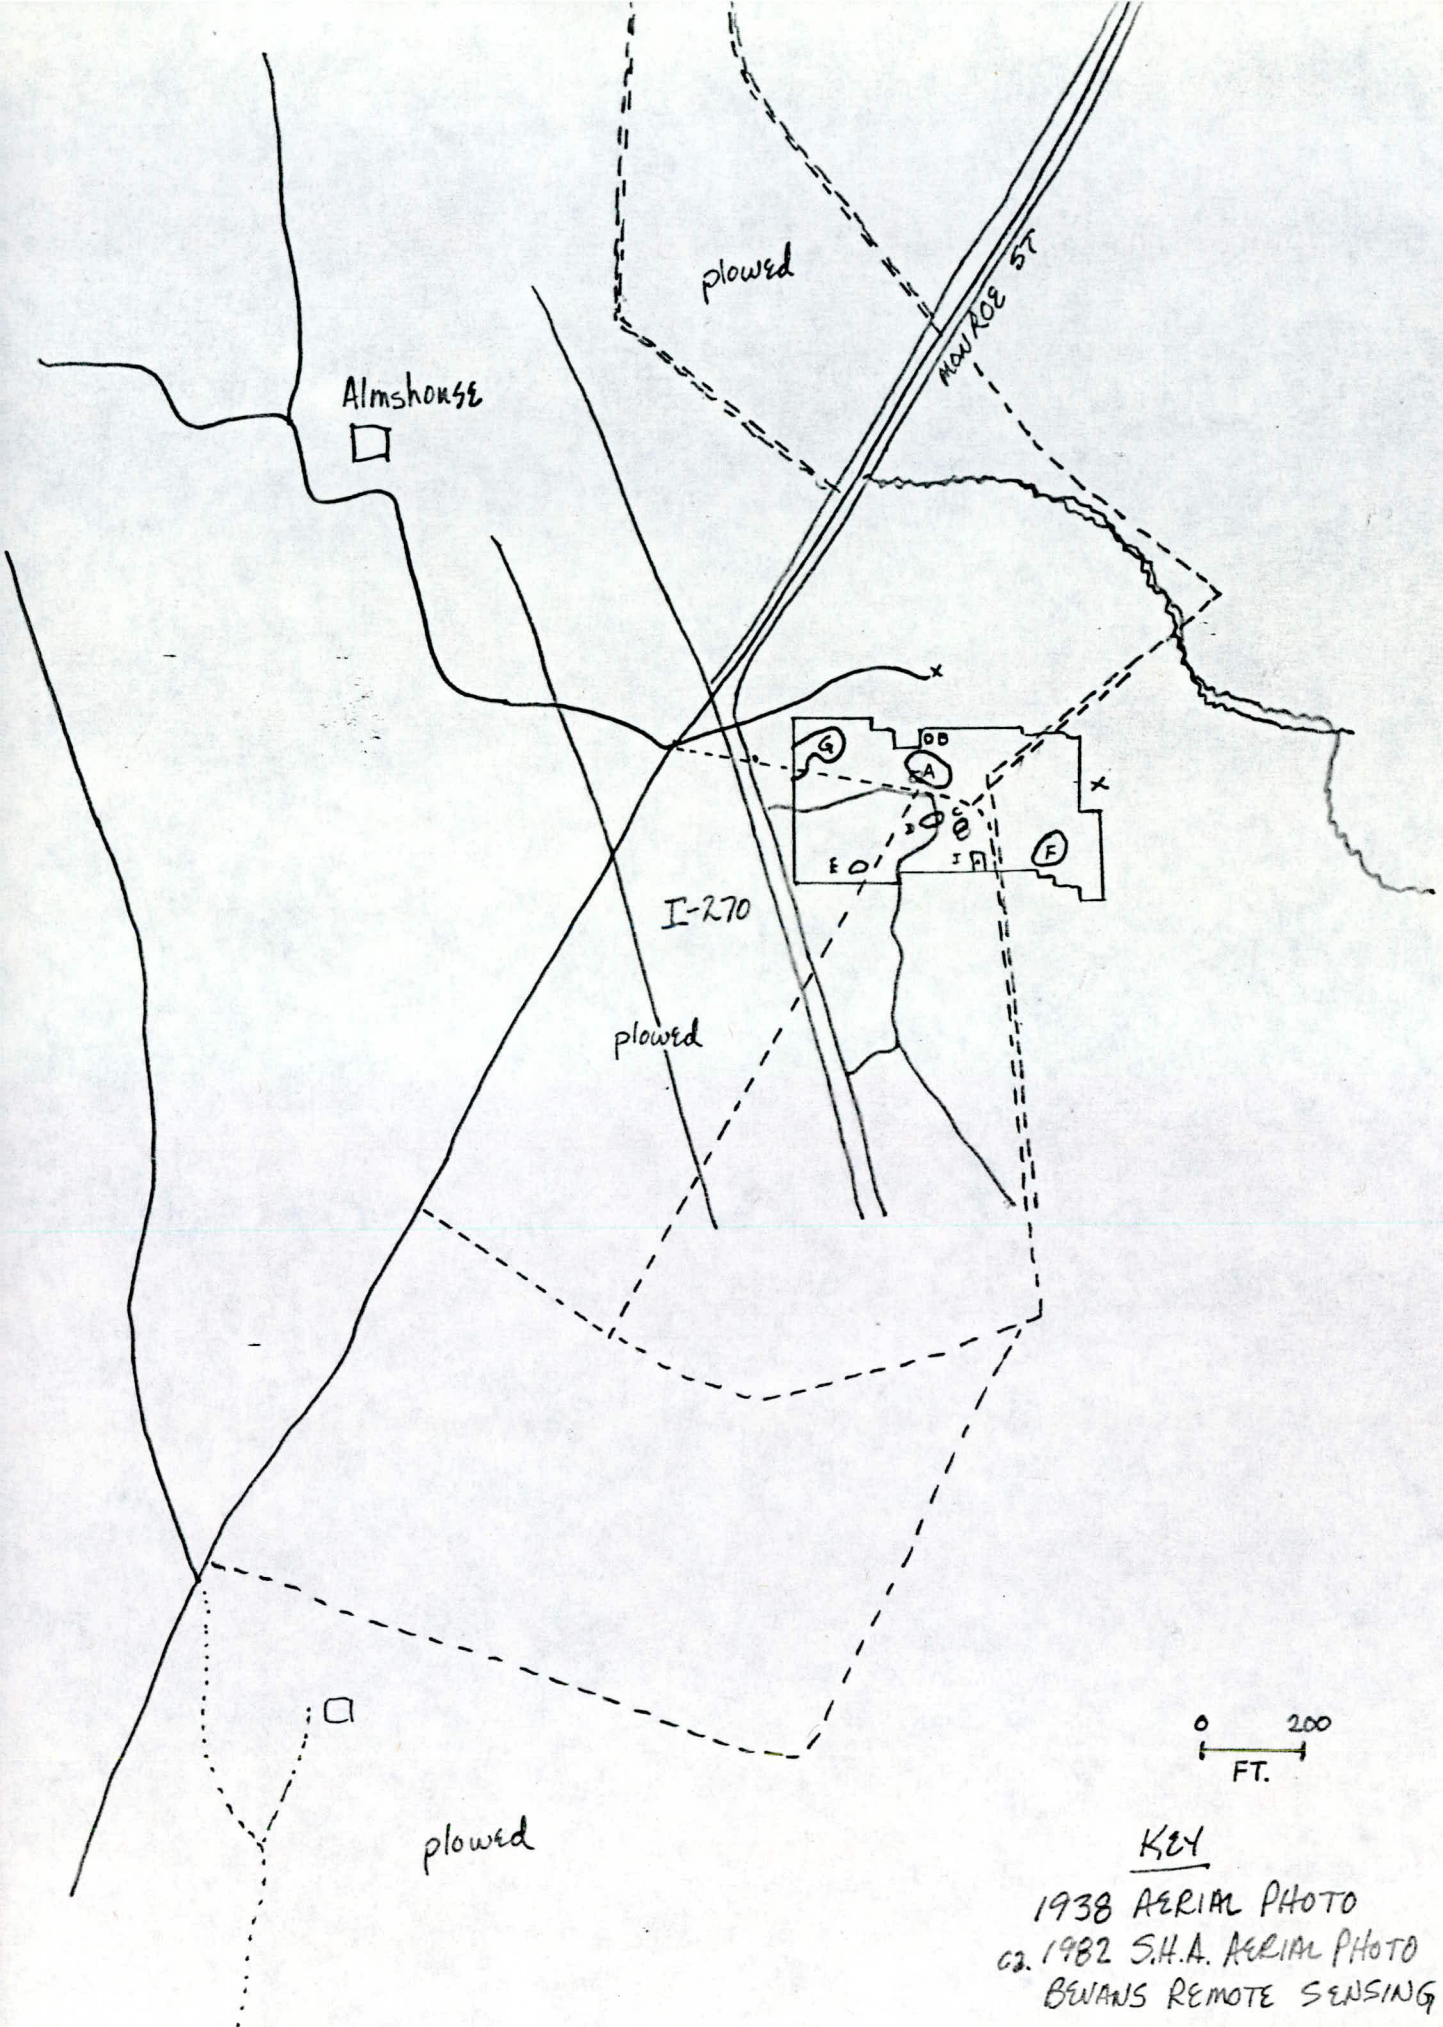 plowed
MONROE ST
Almshouse
G
D B
A
C
D
E
I
F
I-270
plowed
0 200
FT.
plowed
KEY
1938 AERIAL PHOTO
ca. 1982 S.H.A. AERIAL PHOTO
BEVANS REMOTE SENSING